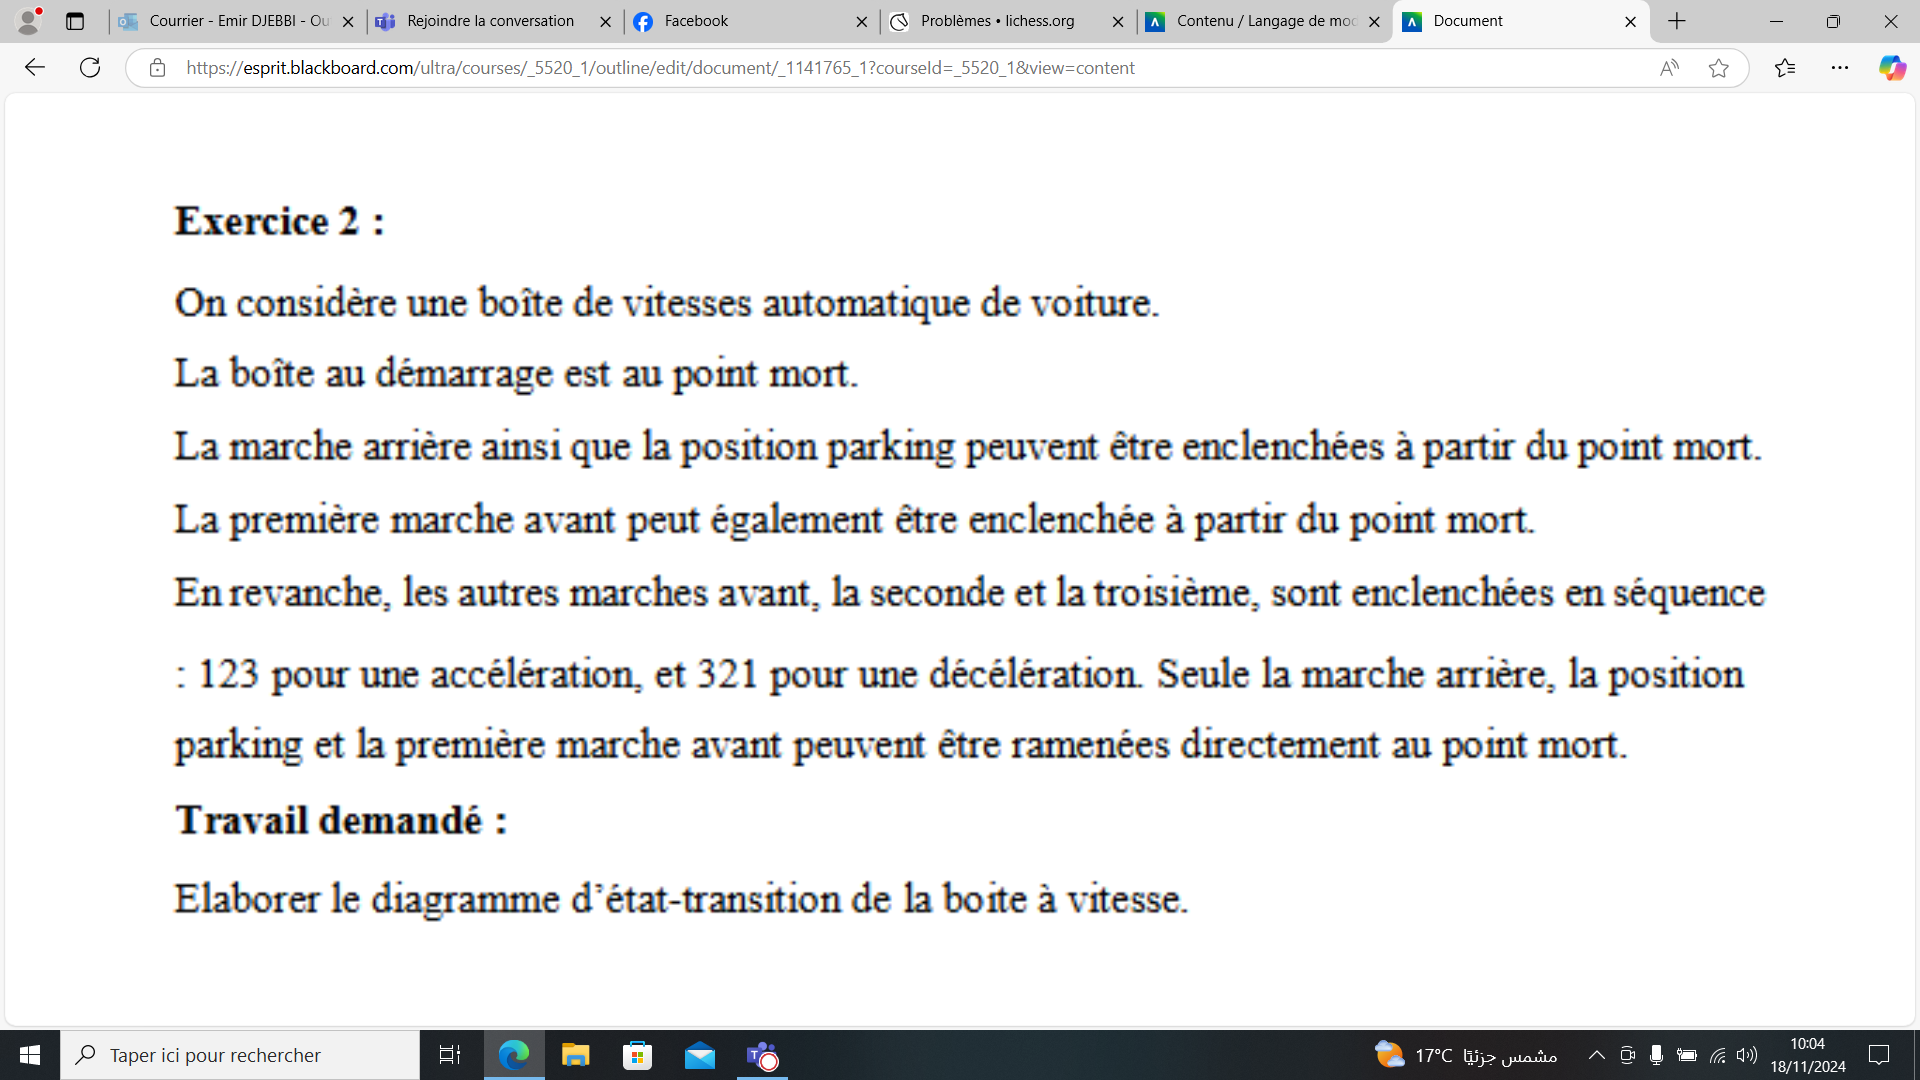 Courrier - Emir DJEBBI - Ou
Rejoindre la conversation
Facebook
Problèmes • lichess.org
Contenu / Langage de mod
Document
https://esprit.blackboard.com/ultra/courses/_5520_1/outline/edit/document/_1141765_1?courseId=_5520_1&view=content
Exercice 2 :
On considère une boîte de vitesses automatique de voiture.
La boîte au démarrage est au point mort.
La marche arrière ainsi que la position parking peuvent être enclenchées à partir du point mort.
La première marche avant peut également être enclenchée à partir du point mort.
En revanche, les autres marches avant, la seconde et la troisième, sont enclenchées en séquence
: 123 pour une accélération, et 321 pour une décélération. Seule la marche arrière, la position
parking et la première marche avant peuvent être ramenées directement au point mort.
Travail demandé :
Elaborer le diagramme d’état-transition de la boite à vitesse.
Taper ici pour rechercher
17°C مشمس جزئيًا
10:04
18/11/2024